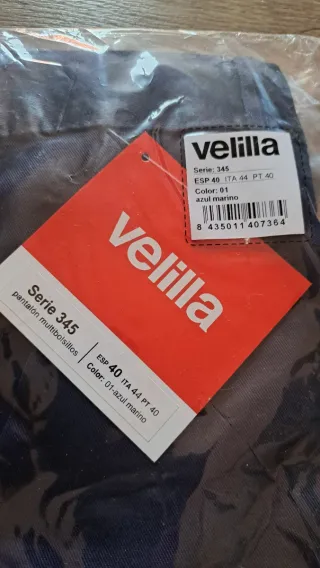 velilla
Serie: 345
ESP 40 ITA 44 PT 40
Color: 01
azul marino
8 435011 407364
velilla
Serie 345
pantalón multibolsillos
ESP 40 ITA 44 PT 40
Color: 01-azul marino